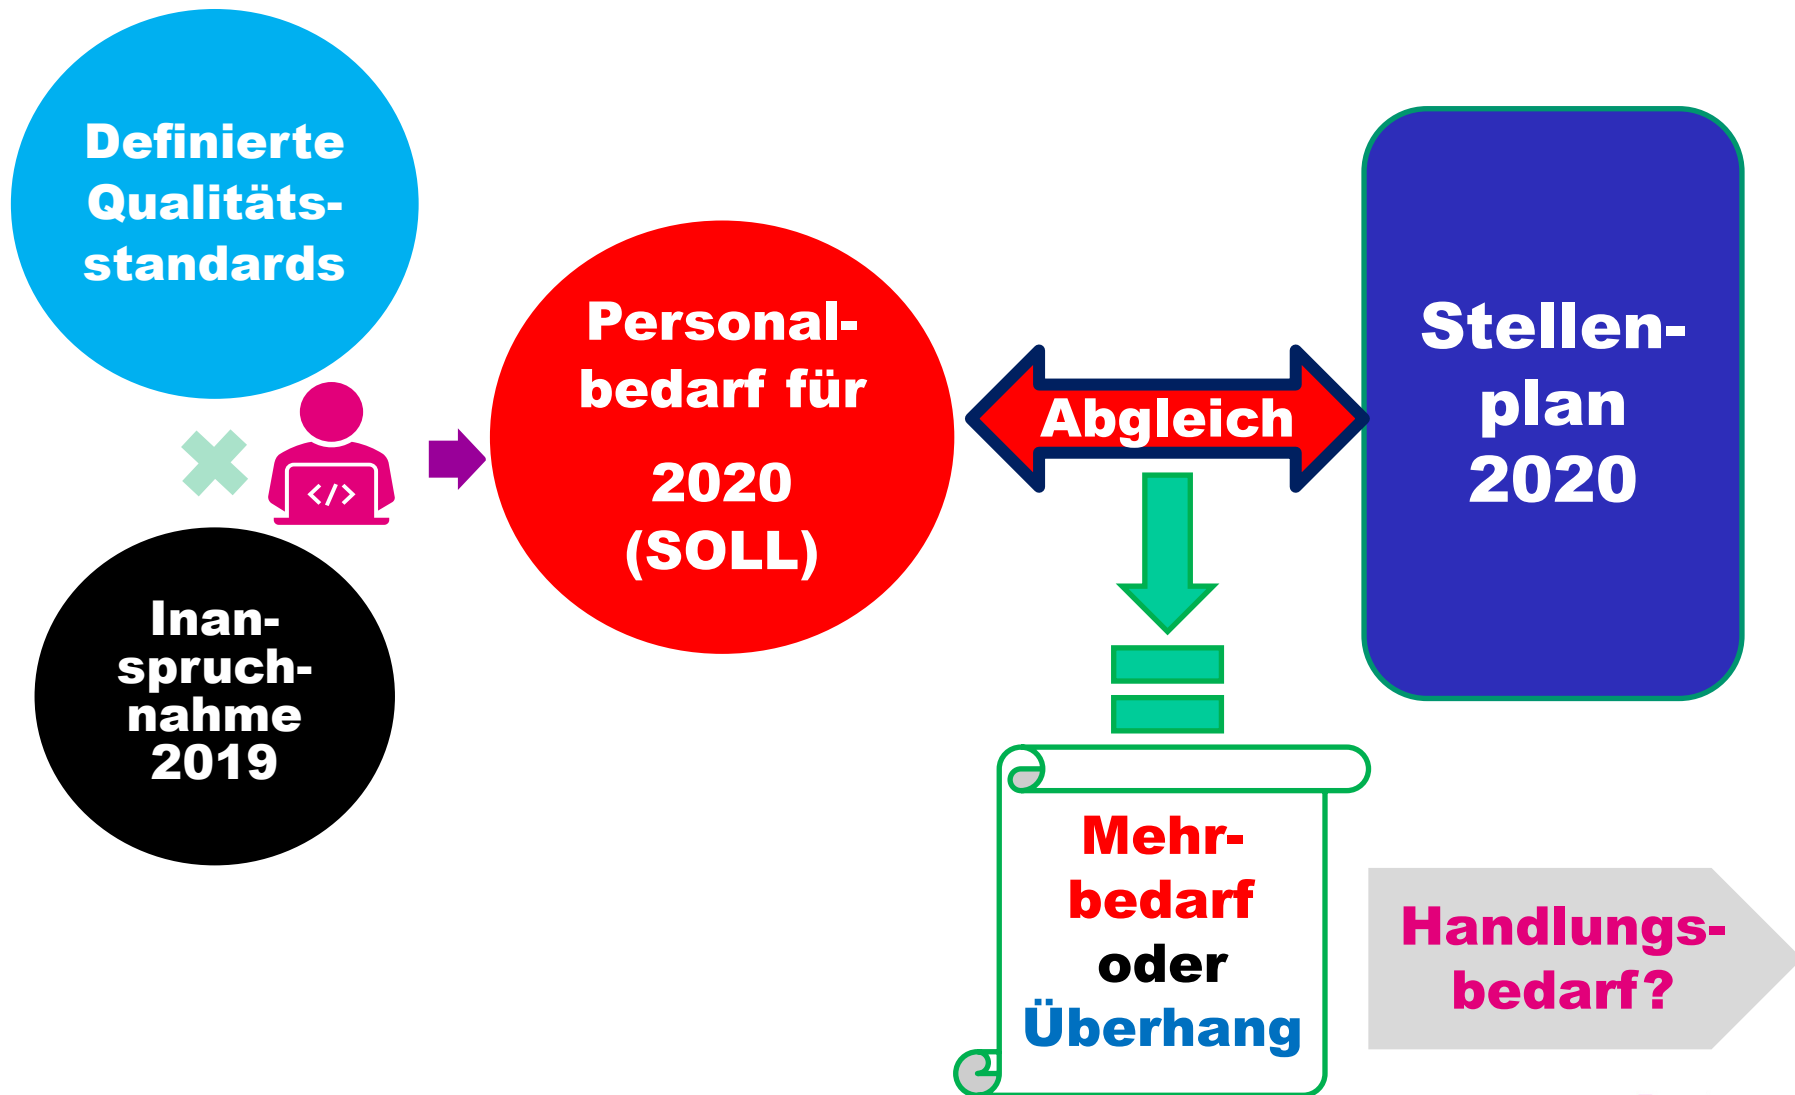 Definierte
Qualitäts-
standards
</>
Inan-
spruch-
nahme
2019
Personal-
bedarf für
2020
(SOLL)
Abgleich
Stellen-
plan
2020
Mehr-
bedarf
oder
Überhang
Handlungs-
bedarf?